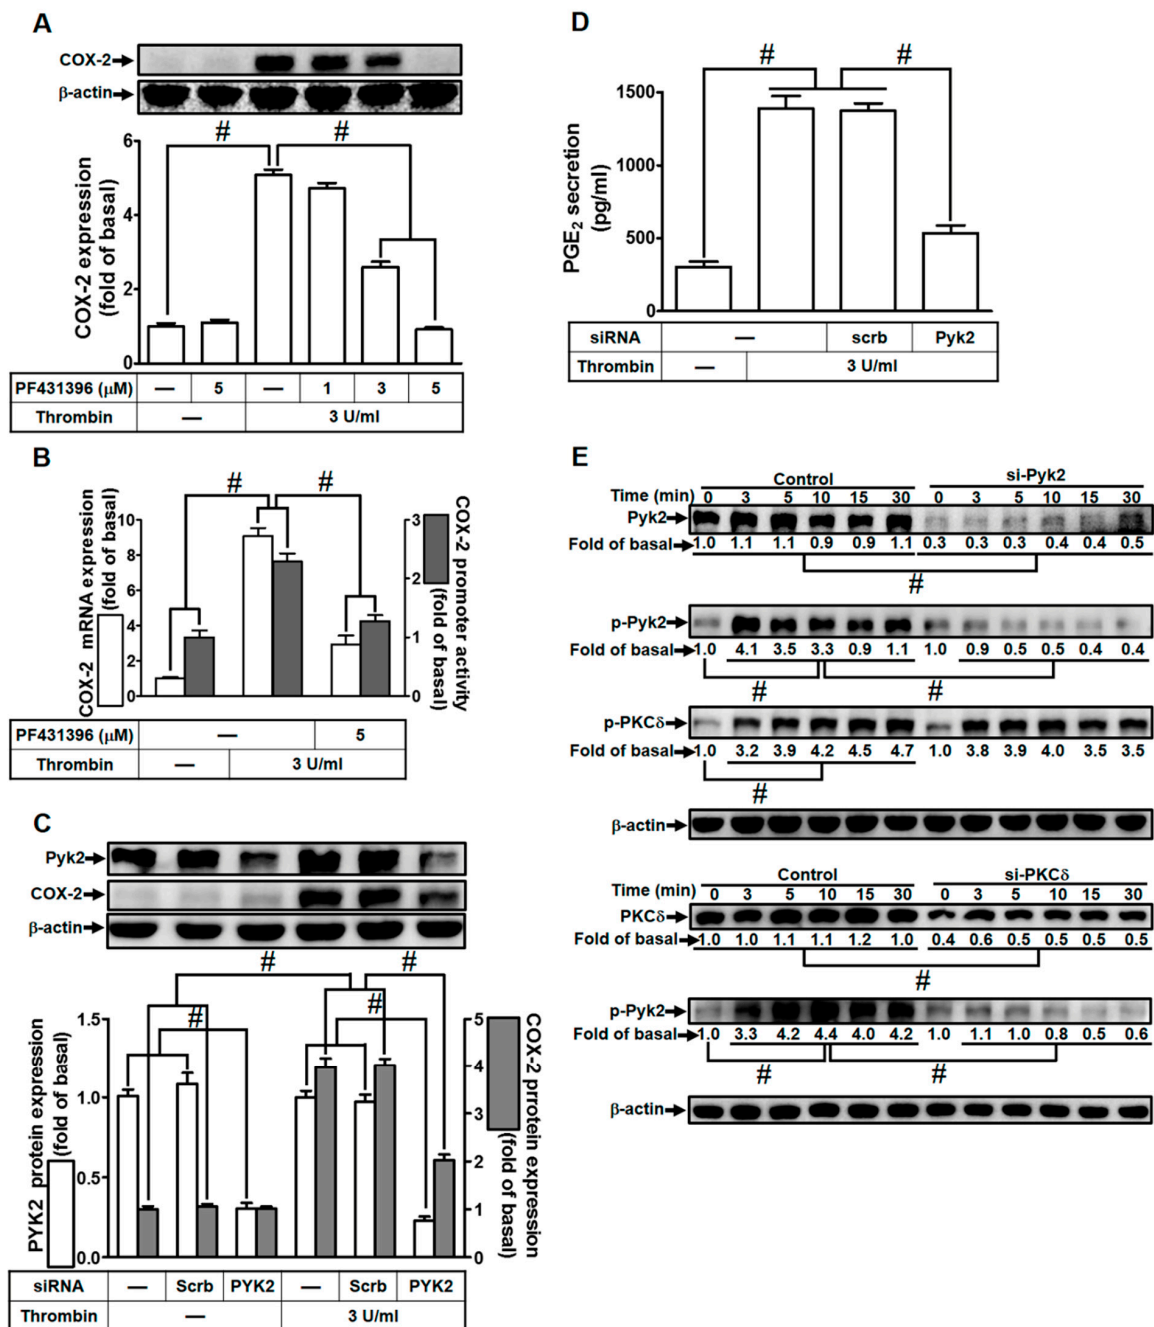 A
COX-2
β-actin
#
#
COX-2 expression
(fold of basal)
6
4
2
0
PF431396 (μM) — 5 — 1 3 5
Thrombin — 3 U/ml
B
#
#
COX-2 mRNA expression
(fold of basal)
10
8
6
4
2
0
3
2
1
0
COX-2 promoter activity
(fold of basal)
PF431396 (μM) — 5
Thrombin — 3 U/ml
C
Pyk2
COX-2
β-actin
#
#
#
#
PYK2 protein expression
(fold of basal)
1.5
1.0
0.5
0.0
5
4
3
2
1
0
COX-2 prrotein expression
(fold of basal)
siRNA — Scrb PYK2 — Scrb PYK2
Thrombin — 3 U/ml
D
#
#
PGE2 secretion
(pg/ml)
1500
1000
500
0
siRNA — scrb Pyk2
Thrombin — 3 U/ml
E
Control si-Pyk2
Time (min) 0 3 5 10 15 30 0 3 5 10 15 30
Pyk2
Fold of basal 1.0 1.1 1.1 0.9 0.9 1.1 0.3 0.3 0.3 0.4 0.4 0.5
#
p-Pyk2
Fold of basal 1.0 4.1 3.5 3.3 0.9 1.1 1.0 0.9 0.5 0.5 0.4 0.4
# #
p-PKCδ
Fold of basal 1.0 3.2 3.9 4.2 4.5 4.7 1.0 3.8 3.9 4.0 3.5 3.5
#
β-actin
Control si-PKCδ
Time (min) 0 3 5 10 15 30 0 3 5 10 15 30
PKCδ
Fold of basal 1.0 1.0 1.1 1.1 1.2 1.0 0.4 0.6 0.5 0.5 0.5 0.5
#
p-Pyk2
Fold of basal 1.0 3.3 4.2 4.4 4.0 4.2 1.0 1.1 1.0 0.8 0.5 0.6
# #
β-actin